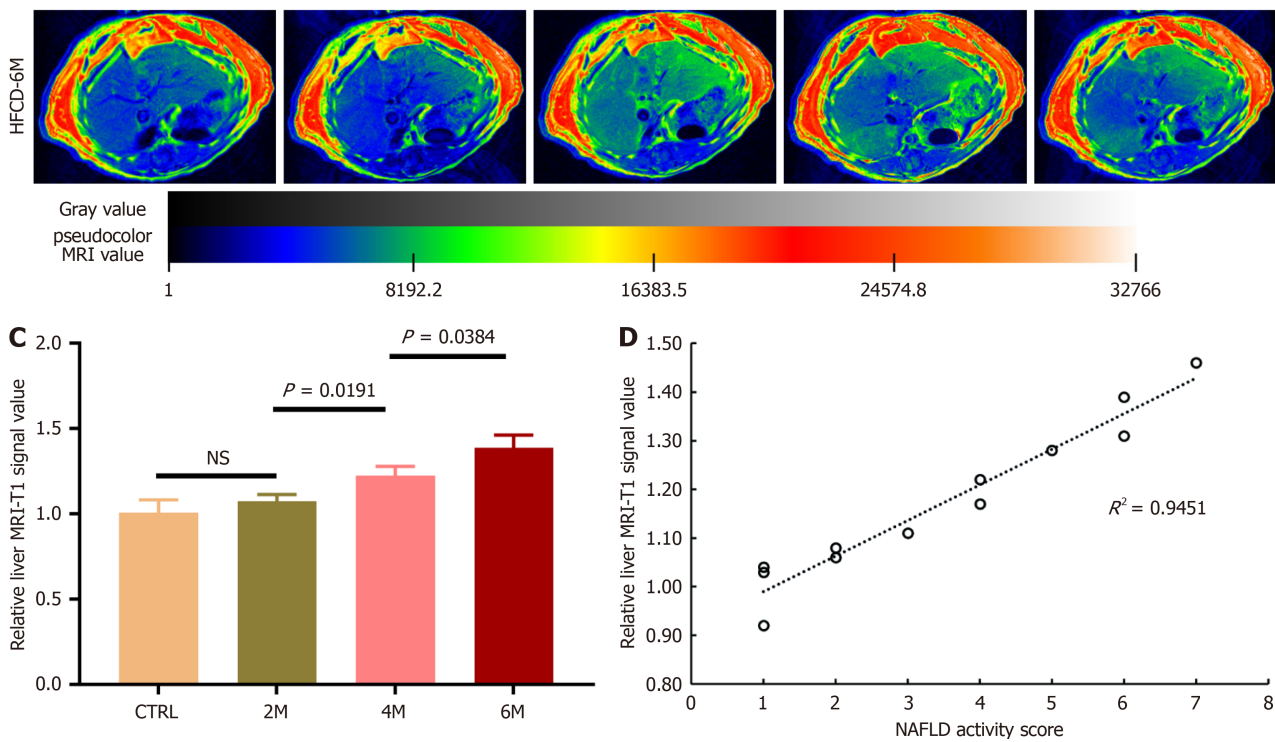 HFCD-6M
Gray value
pseudocolor
MRI value
1 8192.2 16383.5 24574.8 32766
C
Relative liver MRI-T1 signal value
2.0
1.5
1.0
0.5
0.0
NS
P = 0.0191
P = 0.0384
CTRL 2M 4M 6M
D
Relative liver MRI-T1 signal value
1.50
1.40
1.30
1.20
1.10
1.00
0.90
0.80
R² = 0.9451
0 1 2 3 4 5 6 7 8
NAFLD activity score